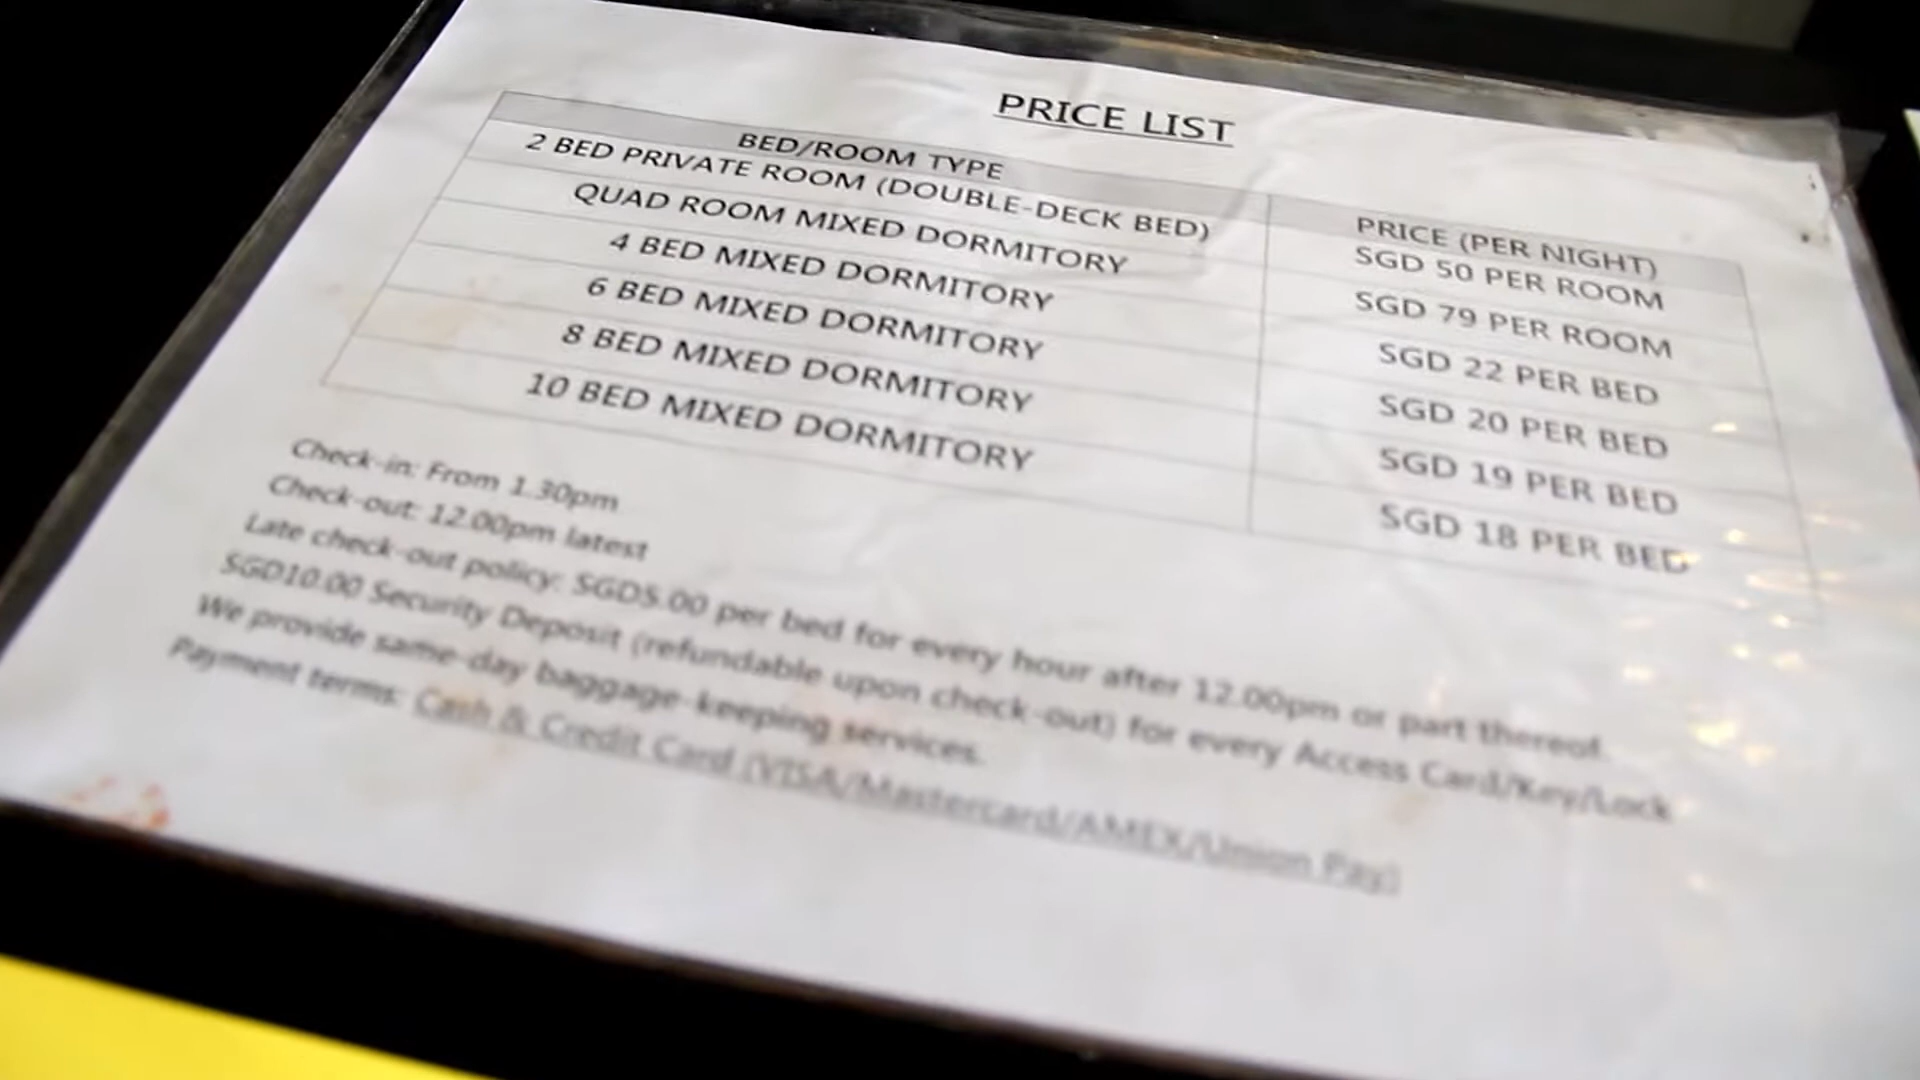 PRICE LIST
BED/ROOM TYPE PRICE (PER NIGHT)
2 BED PRIVATE ROOM (DOUBLE-DECK BED) SGD 50 PER ROOM
QUAD ROOM MIXED DORMITORY SGD 79 PER ROOM
4 BED MIXED DORMITORY SGD 22 PER BED
6 BED MIXED DORMITORY SGD 20 PER BED
8 BED MIXED DORMITORY SGD 19 PER BED
10 BED MIXED DORMITORY SGD 18 PER BED
Check-in: From 1.30pm
Check-out: 12.00pm latest
Late check-out policy: SGD5.00 per bed for every hour after 12.00pm or part thereof.
SGD10.00 Security Deposit (refundable upon check-out) for every Access Card/Key/Lock
We provide same-day baggage-keeping services.
Payment terms: Cash & Credit Card (VISA/Mastercard/AMEX/Union Pay)